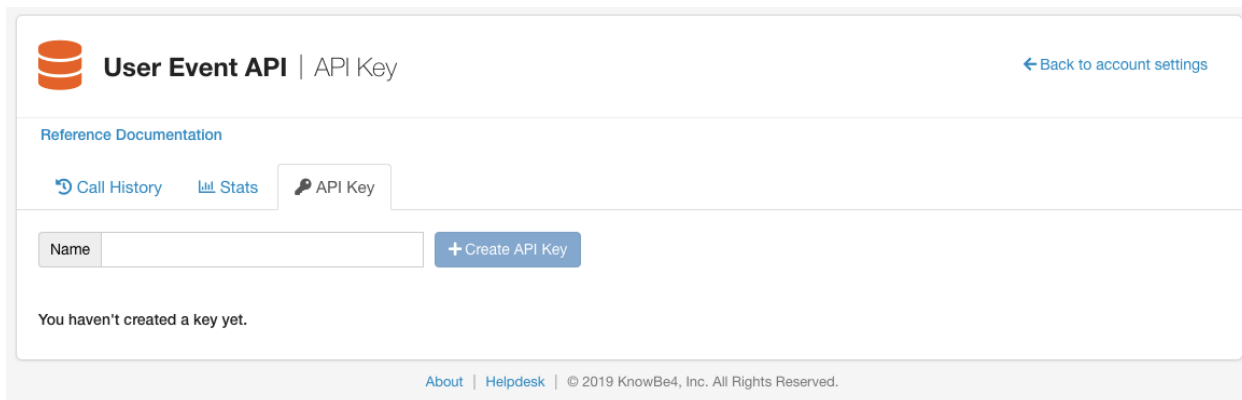 User Event API | API Key
Back to account settings
Reference Documentation
Call History Stats API Key
Name + Create API Key
You haven't created a key yet.
About | Helpdesk | © 2019 KnowBe4, Inc. All Rights Reserved.